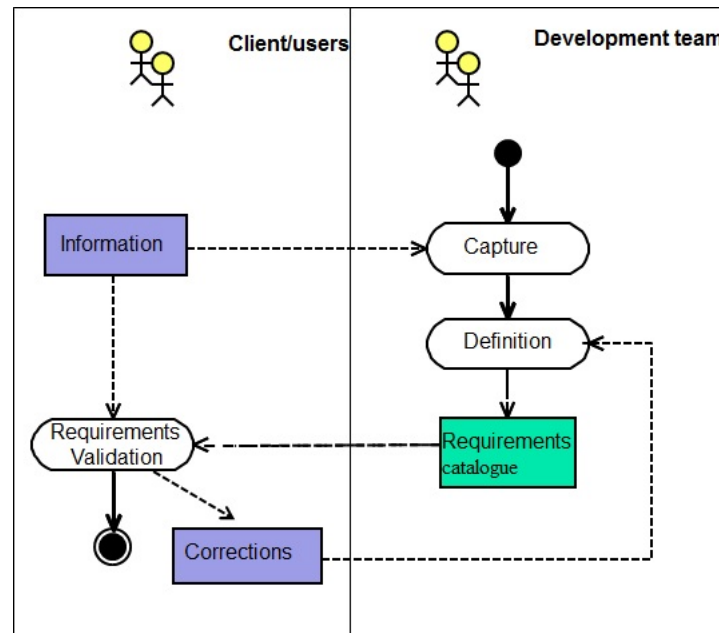 Client/users
Development team
Information
Capture
Definition
Requirements
Validation
Requirements
catalogue
Corrections